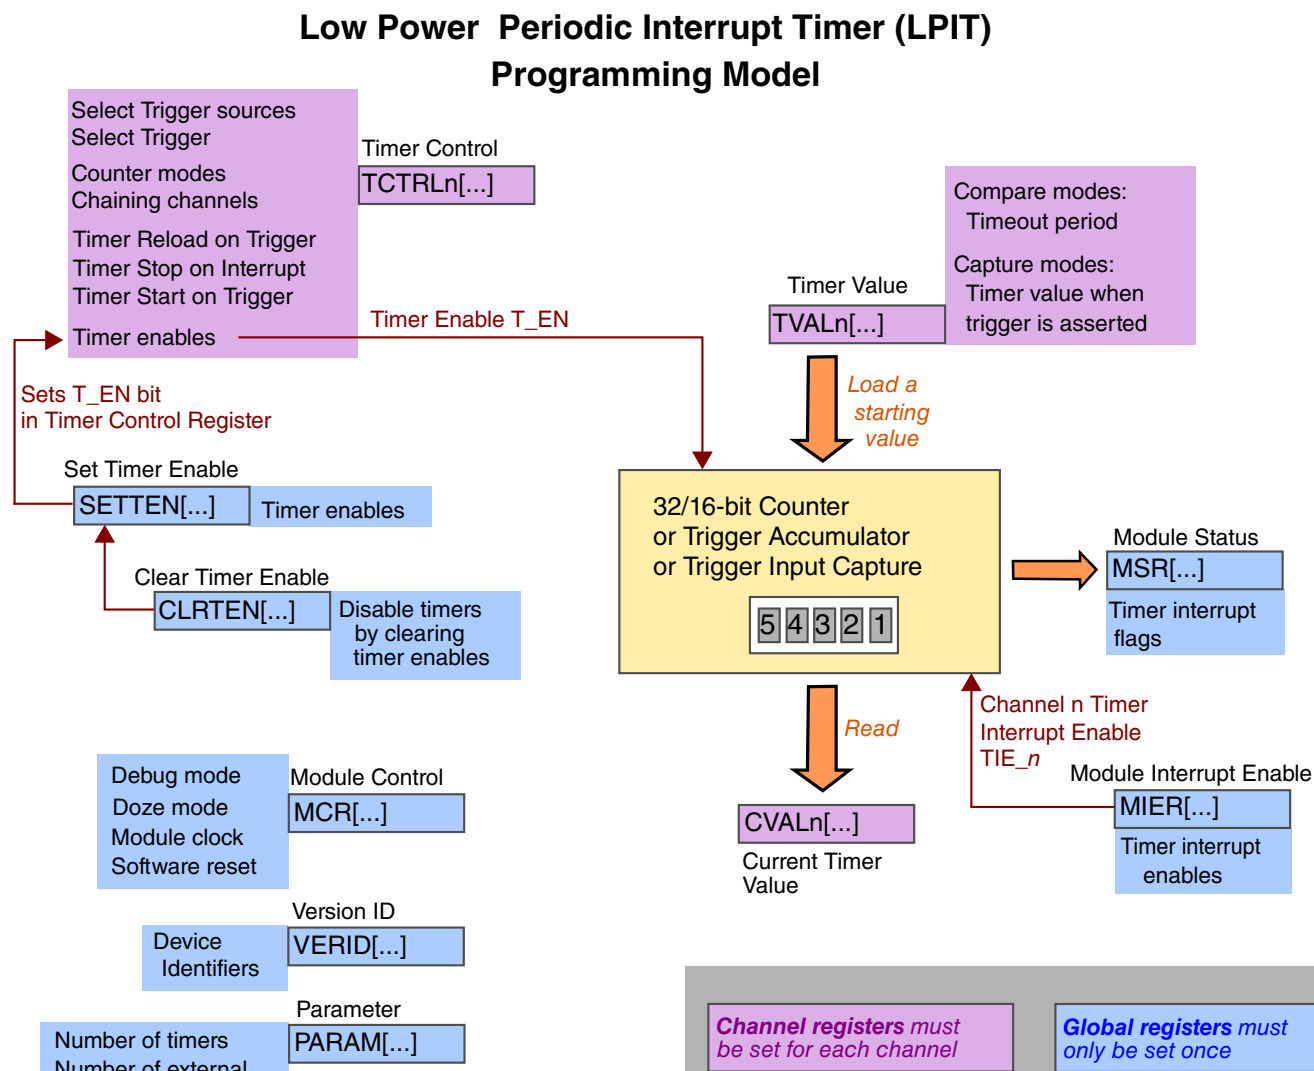 Low Power Periodic Interrupt Timer (LPIT)
Programming Model
Select Trigger sources
Select Trigger
Counter modes
Chaining channels
Timer Reload on Trigger
Timer Stop on Interrupt
Timer Start on Trigger
Timer enables
Timer Control
TCTRLn[...]
Timer Enable T_EN
Compare modes:
Timeout period
Capture modes:
Timer value when
trigger is asserted
Timer Value
TVALn[...]
Load a
starting
value
Sets T_EN bit
in Timer Control Register
Set Timer Enable
SETTEN[...]
Timer enables
Clear Timer Enable
CLRTEN[...]
Disable timers
by clearing
timer enables
32/16-bit Counter
or Trigger Accumulator
or Trigger Input Capture
5 4 3 2 1
Module Status
MSR[...]
Timer interrupt
flags
Read
Channel n Timer
Interrupt Enable
TIE_n
Module Interrupt Enable
MIER[...]
Timer interrupt
enables
CVALn[...]
Current Timer
Value
Debug mode
Doze mode
Module clock
Software reset
Module Control
MCR[...]
Version ID
VERID[...]
Device
Identifiers
Parameter
PARAM[...]
Number of timers
Number of external
Channel registers must
be set for each channel
Global registers must
only be set once